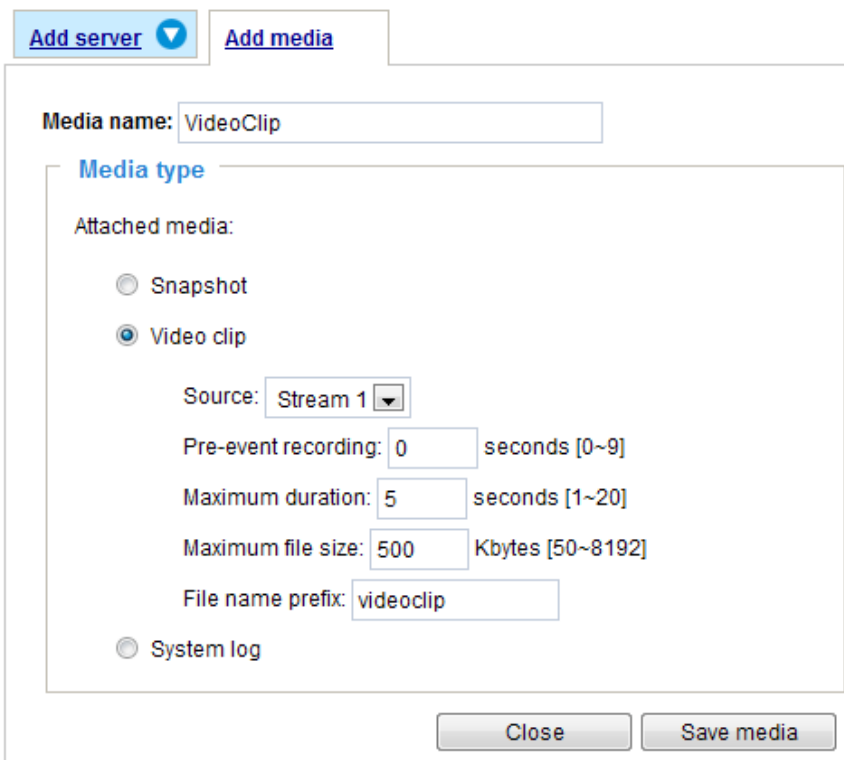 Add server Add media
Media name: VideoClip
Media type
Attached media:
Snapshot
Video clip
Source: Stream 1
Pre-event recording: 0 seconds [0~9]
Maximum duration: 5 seconds [1~20]
Maximum file size: 500 Kbytes [50~8192]
File name prefix: videoclip
System log
Close Save media